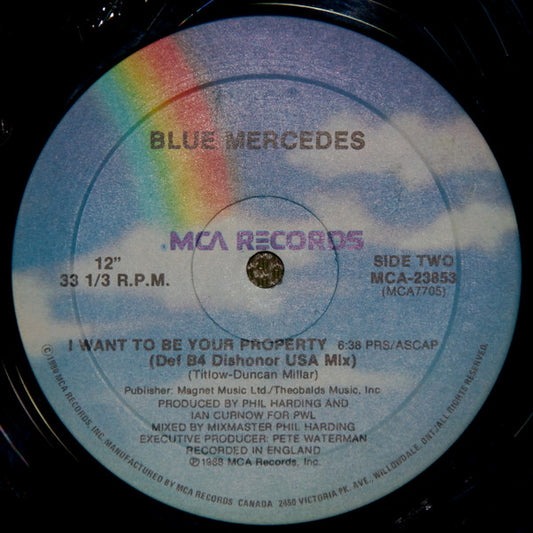 BLUE MERCEDES
MCA RECORDS
12"
33 1/3 R.P.M.
SIDE TWO
MCA-23853
(MCA7705)
I WANT TO BE YOUR PROPERTY 6:38 PRS/ASCAP
(Def B4 Dishonor USA Mix)
(Titlow-Duncan Millar)
Publisher: Magnet Music Ltd./Theobalds Music, Inc
PRODUCED BY PHIL HARDING AND
IAN CURNOW FOR PWL
MIXED BY MIXMASTER PHIL HARDING
EXECUTIVE PRODUCER: PETE WATERMAN
RECORDED IN ENGLAND
℗1988 MCA Records, Inc.
MCA RECORDS, INC. MANUFACTURED BY MCA RECORDS CANADA 2450 VICTORIA PK. AVE., WILLOWDALE, ONT./ALL RIGHTS RESERVED.